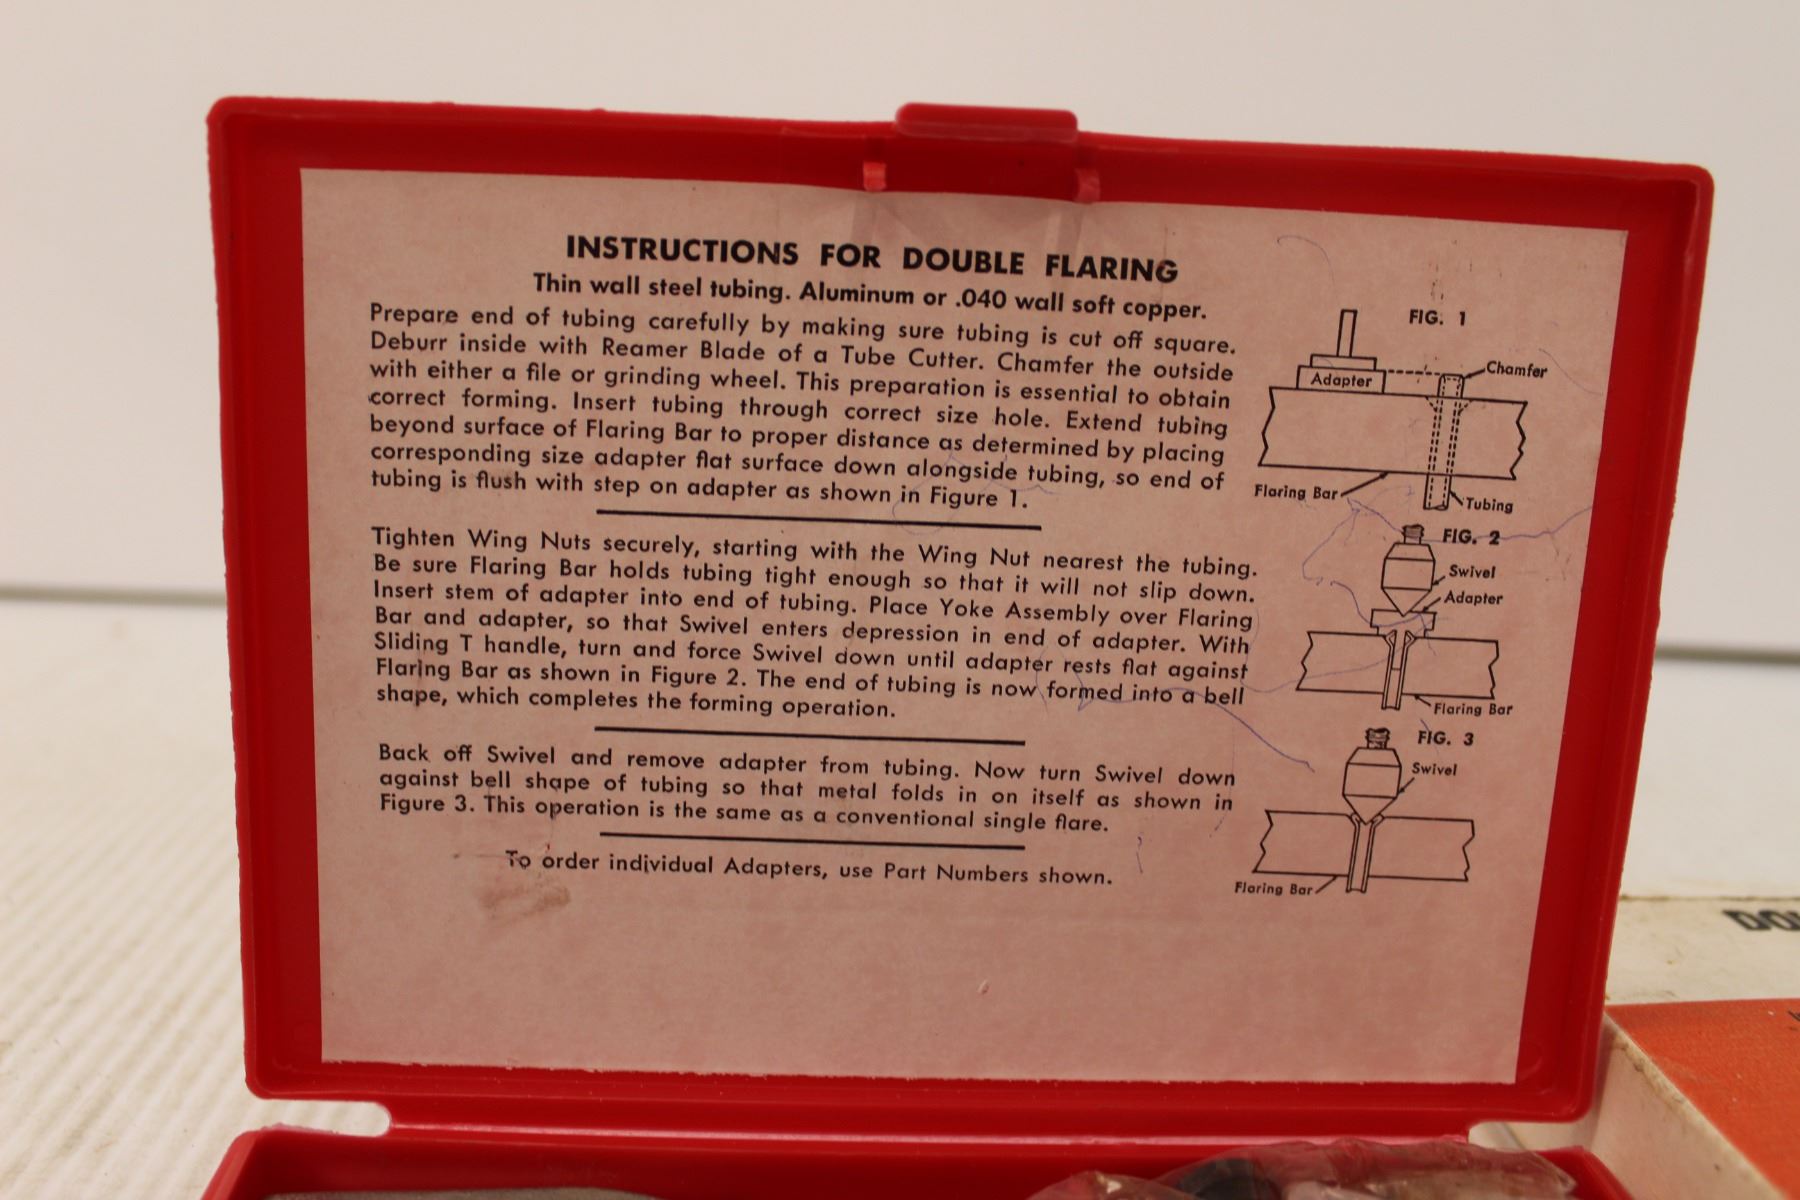 INSTRUCTIONS FOR DOUBLE FLARING
Thin wall steel tubing. Aluminum or .040 wall soft copper.
Prepare end of tubing carefully by making sure tubing is cut off square.
Deburr inside with Reamer Blade of a Tube Cutter. Chamfer the outside
with either a file or grinding wheel. This preparation is essential to obtain
correct forming. Insert tubing through correct size hole. Extend tubing
beyond surface of Flaring Bar to proper distance as determined by placing
corresponding size adapter flat surface down alongside tubing, so end of
tubing is flush with step on adapter as shown in Figure 1.
Tighten Wing Nuts securely, starting with the Wing Nut nearest the tubing.
Be sure Flaring Bar holds tubing tight enough so that it will not slip down.
Insert stem of adapter into end of tubing. Place Yoke Assembly over Flaring
Bar and adapter, so that Swivel enters depression in end of adapter. With
Sliding T handle, turn and force Swivel down until adapter rests flat against
Flaring Bar as shown in Figure 2. The end of tubing is now formed into a bell
shape, which completes the forming operation.
Back off Swivel and remove adapter from tubing. Now turn Swivel down
against bell shape of tubing so that metal folds in on itself as shown in
Figure 3. This operation is the same as a conventional single flare.
To order individual Adapters, use Part Numbers shown.
FIG. 1
Chamfer
Adapter
Flaring Bar
Tubing
FIG. 2
Swivel
Adapter
Flaring Bar
FIG. 3
Swivel
Flaring Bar